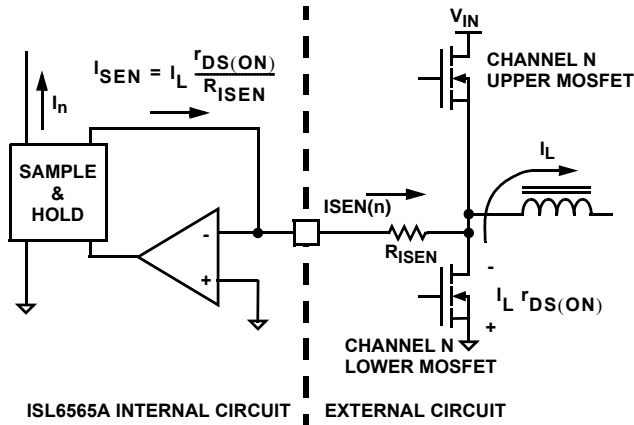 V_IN
CHANNEL N
UPPER MOSFET
I_SEN = I_L r_DS(ON) / R_ISEN
I_n
SAMPLE
&
HOLD
I_L
ISEN(n)
R_ISEN
-
+
-
I_L r_DS(ON)
+
CHANNEL N
LOWER MOSFET
ISL6565A INTERNAL CIRCUIT
EXTERNAL CIRCUIT